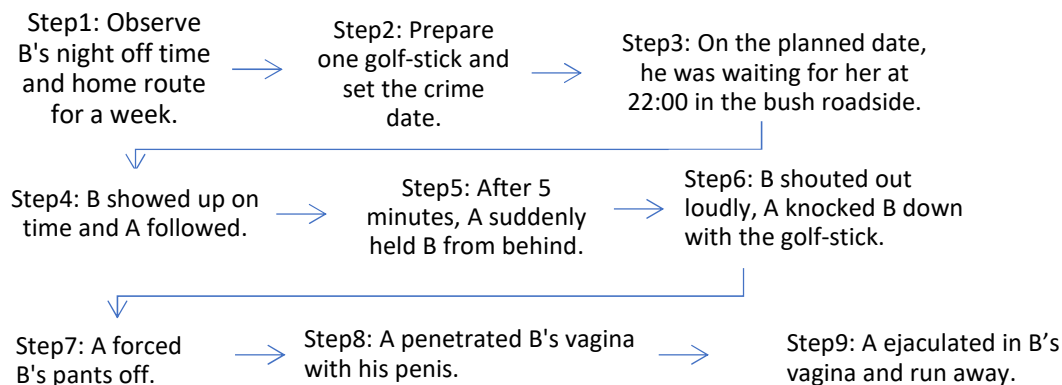 Step1: Observe
B's night off time
and home route
for a week.
Step2: Prepare
one golf-stick and
set the crime
date.
Step3: On the planned date,
he was waiting for her at
22:00 in the bush roadside.
Step4: B showed up on
time and A followed.
Step5: After 5
minutes, A suddenly
held B from behind.
Step6: B shouted out
loudly, A knocked B down
with the golf-stick.
Step7: A forced
B's pants off.
Step8: A penetrated B's vagina
with his penis.
Step9: A ejaculated in B’s
vagina and run away.